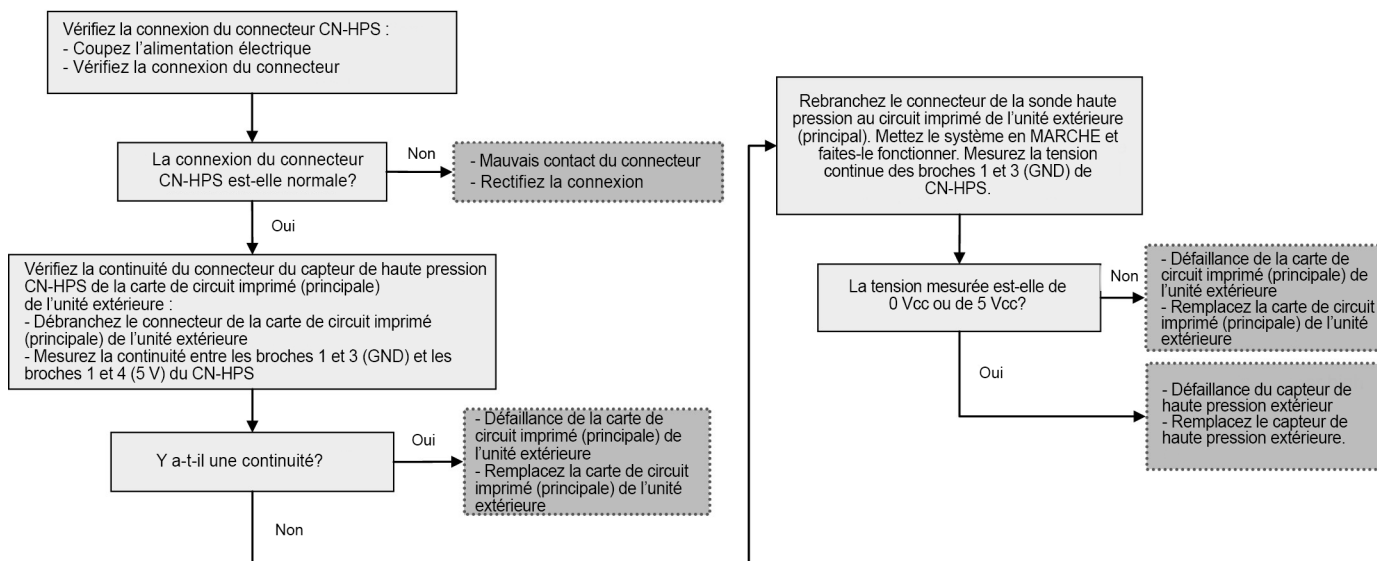 Vérifiez la connexion du connecteur CN-HPS :
- Coupez l'alimentation électrique
- Vérifiez la connexion du connecteur
La connexion du connecteur
CN-HPS est-elle normale?
Non
- Mauvais contact du connecteur
- Rectifiez la connexion
Oui
Vérifiez la continuité du connecteur du capteur de haute pression
CN-HPS de la carte de circuit imprimé (principale)
de l'unité extérieure :
- Débranchez le connecteur de la carte de circuit imprimé
(principale) de l'unité extérieure
- Mesurez la continuité entre les broches 1 et 3 (GND) et les
broches 1 et 4 (5 V) du CN-HPS
Y a-t-il une continuité?
Oui
- Défaillance de la carte de
circuit imprimé (principale) de
l'unité extérieure
- Remplacez la carte de circuit
imprimé (principale) de l'unité
extérieure
Non
Rebranchez le connecteur de la sonde haute
pression au circuit imprimé de l'unité extérieure
(principal). Mettez le système en MARCHE et
faites-le fonctionner. Mesurez la tension
continue des broches 1 et 3 (GND) de
CN-HPS.
La tension mesurée est-elle de
0 Vcc ou de 5 Vcc?
Non
- Défaillance de la carte de
circuit imprimé (principale) de
l'unité extérieure
- Remplacez la carte de circuit
imprimé (principale) de l'unité
extérieure
Oui
- Défaillance du capteur de
haute pression extérieur
- Remplacez le capteur de
haute pression extérieure.